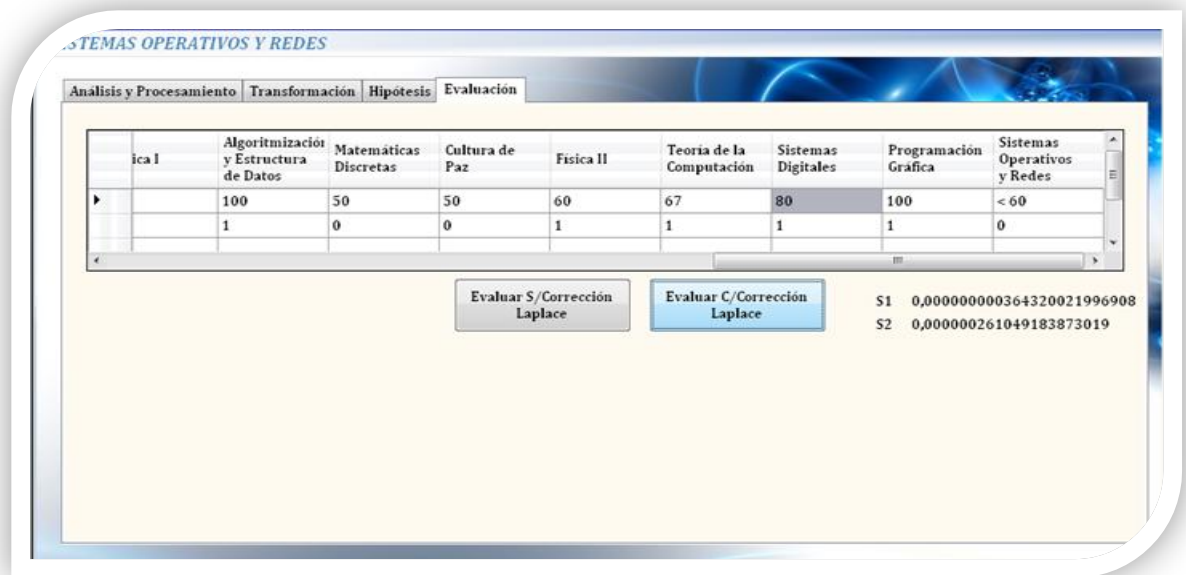 STEMAS OPERATIVOS Y REDES
Análisis y Procesamiento Transformación Hipótesis Evaluación
ica I
Algoritmización
y Estructura
de Datos
Matemáticas
Discretas
Cultura de
Paz
Física II
Teoría de la
Computación
Sistemas
Digitales
Programación
Gráfica
Sistemas
Operativos
y Redes
100 50 50 60 67 80 100 < 60
1 0 0 1 1 1 1 0
Evaluar S/Corrección
Laplace
Evaluar C/Corrección
Laplace
S1 0,000000000364320021996908
S2 0,000000261049183873019